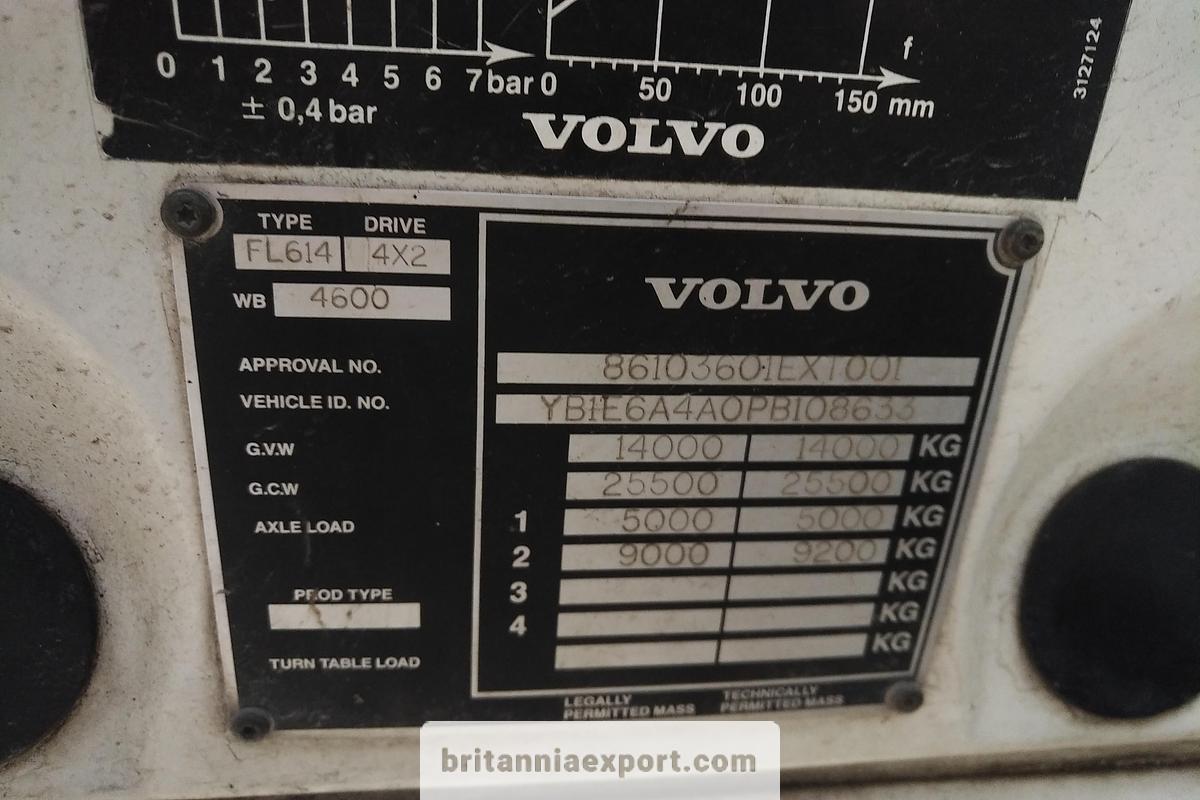 f
0 1 2 3 4 5 6 7 bar 0 50 100 150 mm
± 0,4 bar
VOLVO
3127124
TYPE DRIVE
FL614 4X2
WB 4600
VOLVO
APPROVAL NO. 86103601EXT001
VEHICLE ID. NO. YB1E6A4A0PB108633
G.V.W 14000 14000 KG
G.C.W 25500 25500 KG
AXLE LOAD 1 5000 5000 KG
2 9000 9200 KG
3 KG
4 KG
KG
PROD TYPE
TURN TABLE LOAD
LEGALLY PERMITTED MASS
TECHNICALLY PERMITTED MASS
britanniaexport.com